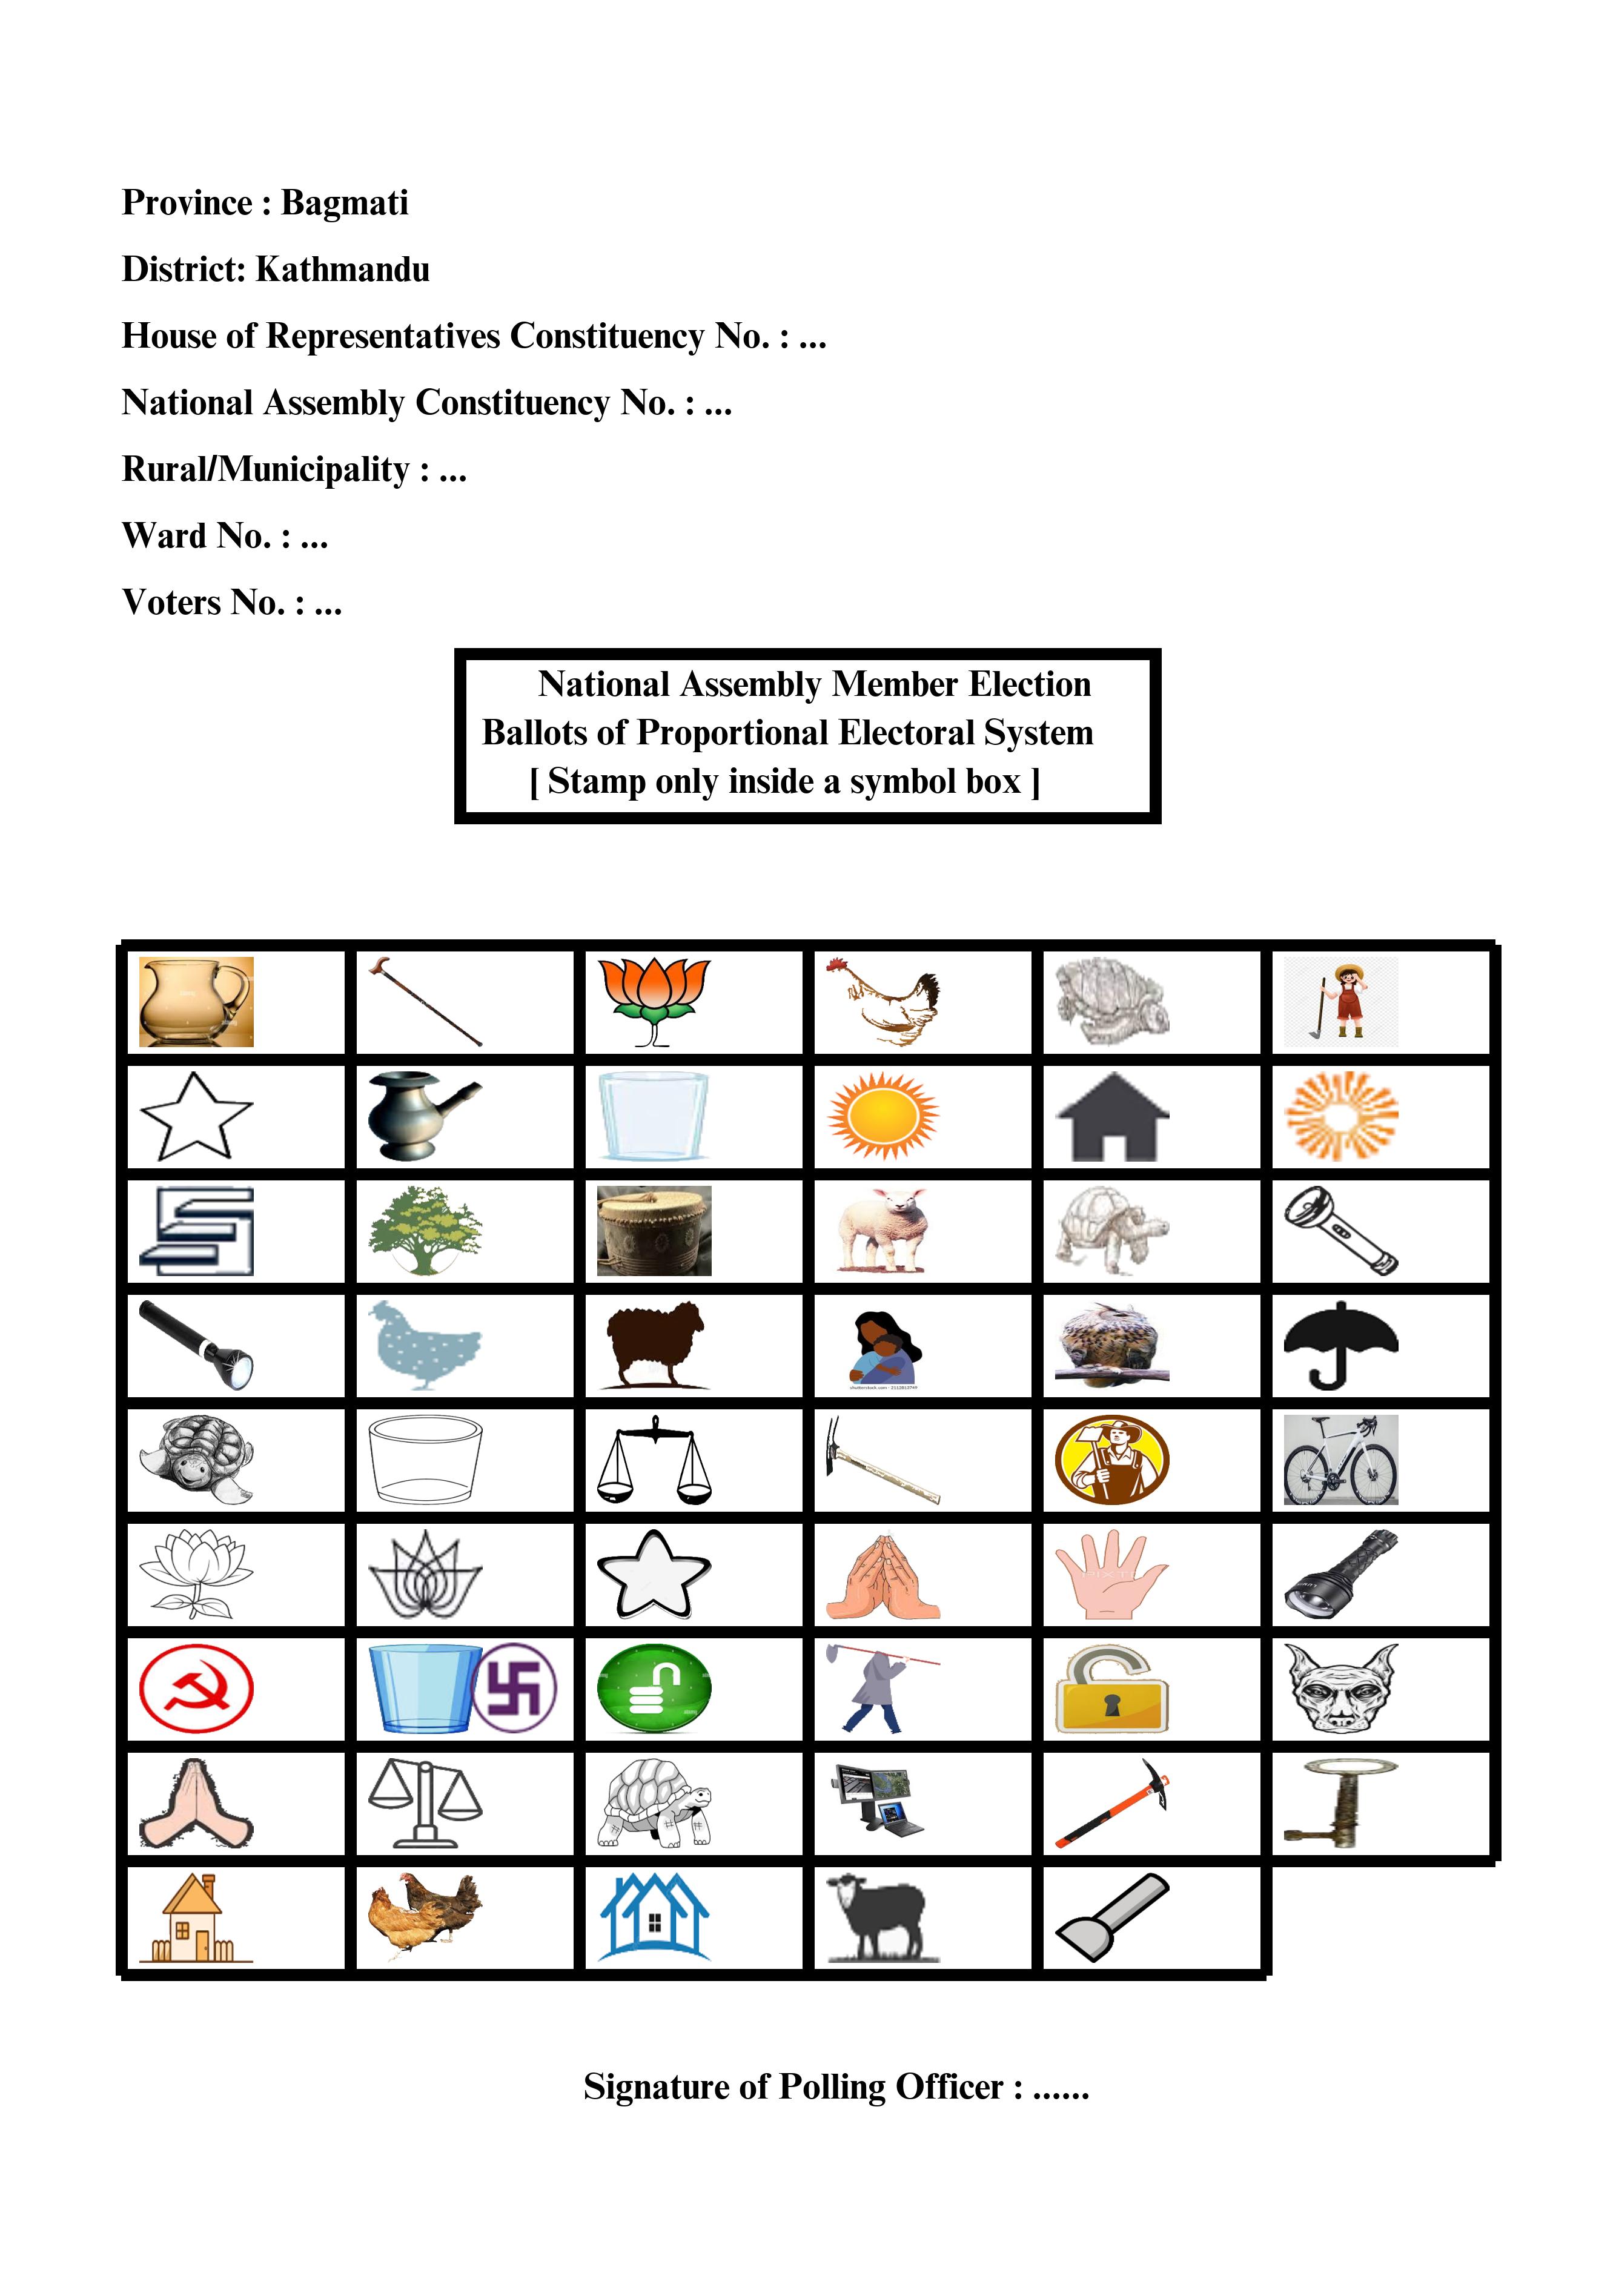 Province : Bagmati
District: Kathmandu
House of Representatives Constituency No. : ...
National Assembly Constituency No. : ...
Rural/Municipality : ...
Ward No. : ...
Voters No. : ...
National Assembly Member Election
Ballots of Proportional Electoral System
[ Stamp only inside a symbol box ]
Signature of Polling Officer : ......